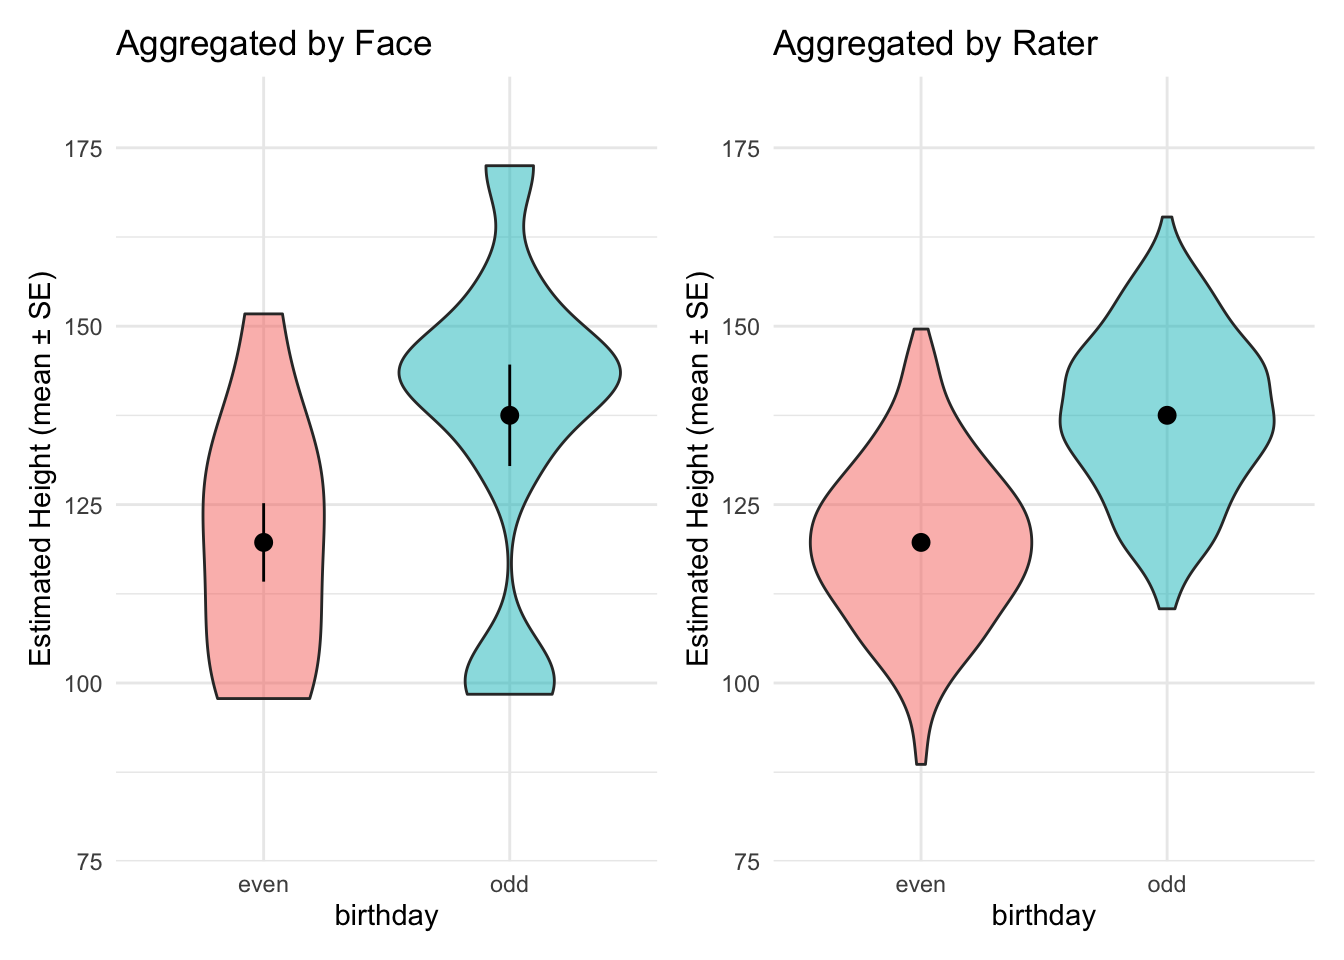 Aggregated by Face
Estimated Height (mean ± SE)
175
150
125
100
75
even odd
birthday
Aggregated by Rater
Estimated Height (mean ± SE)
175
150
125
100
75
even odd
birthday